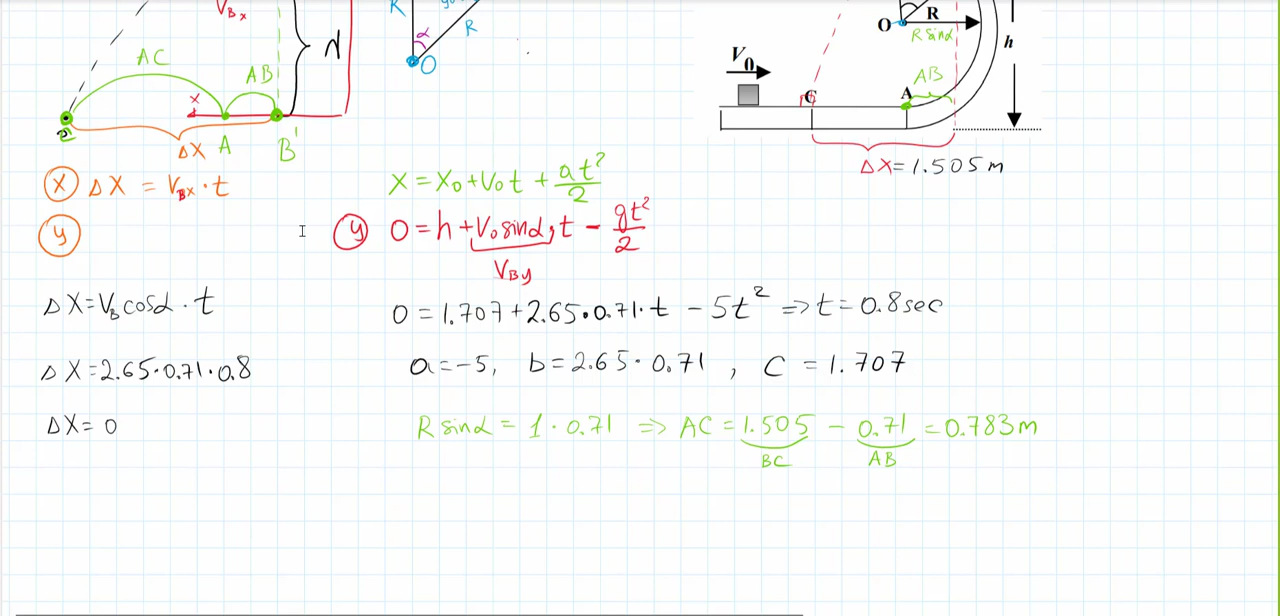 V_Bx
AC
AB
x
ΔX A B'
R
α
R
O
O R
R sinα
h
V0
AB
C A
ΔX=1.505 m
(X) ΔX = V_BX · t
X = X0 + V0 t + at²/2
(y)
(y) 0 = h + V0 sinα · t − gt²/2
V_By
ΔX = V_B cosα · t
0 = 1.707 + 2.65 · 0.71 · t − 5t² => t = 0.8 sec
ΔX = 2.65 · 0.71 · 0.8
a = −5, b = 2.65 · 0.71 , C = 1.707
ΔX = 0
R sinα = 1 · 0.71 => AC = 1.505 − 0.71 = 0.783 m
BC AB